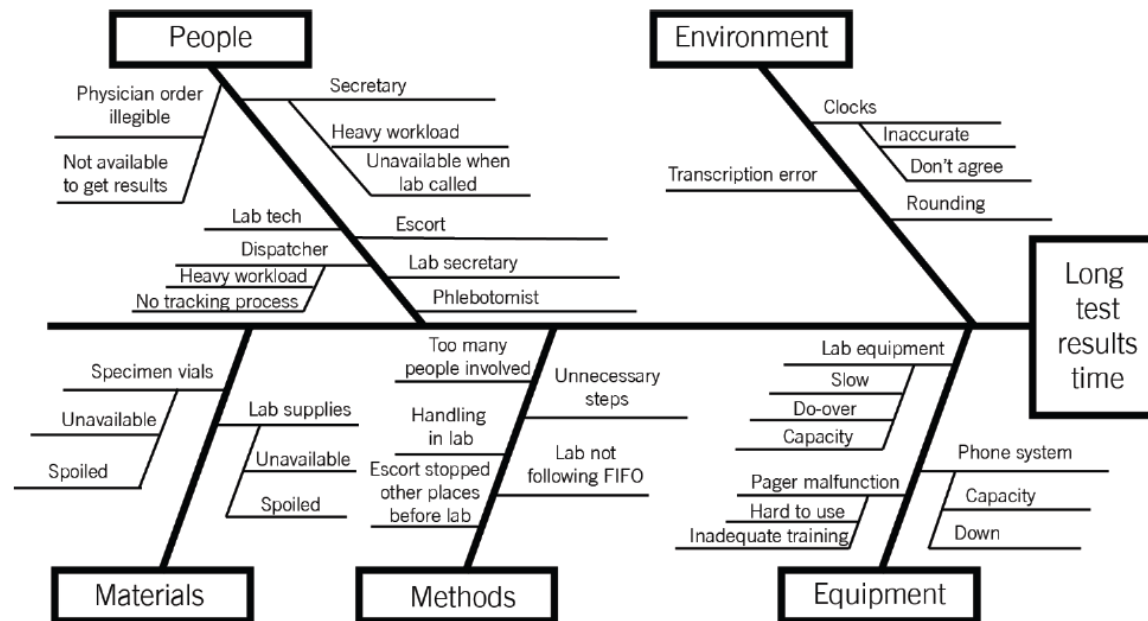 People
Environment
Physician order
illegible
Not available
to get results
Secretary
Heavy workload
Unavailable when
lab called
Lab tech
Dispatcher
Heavy workload
No tracking process
Escort
Lab secretary
Phlebotomist
Clocks
Inaccurate
Don't agree
Transcription error
Rounding
Long
test
results
time
Specimen vials
Unavailable
Spoiled
Lab supplies
Unavailable
Spoiled
Too many
people involved
Handling
in lab
Escort stopped
other places
before lab
Unnecessary
steps
Lab not
following FIFO
Lab equipment
Slow
Do-over
Capacity
Pager malfunction
Hard to use
Inadequate training
Phone system
Capacity
Down
Materials
Methods
Equipment